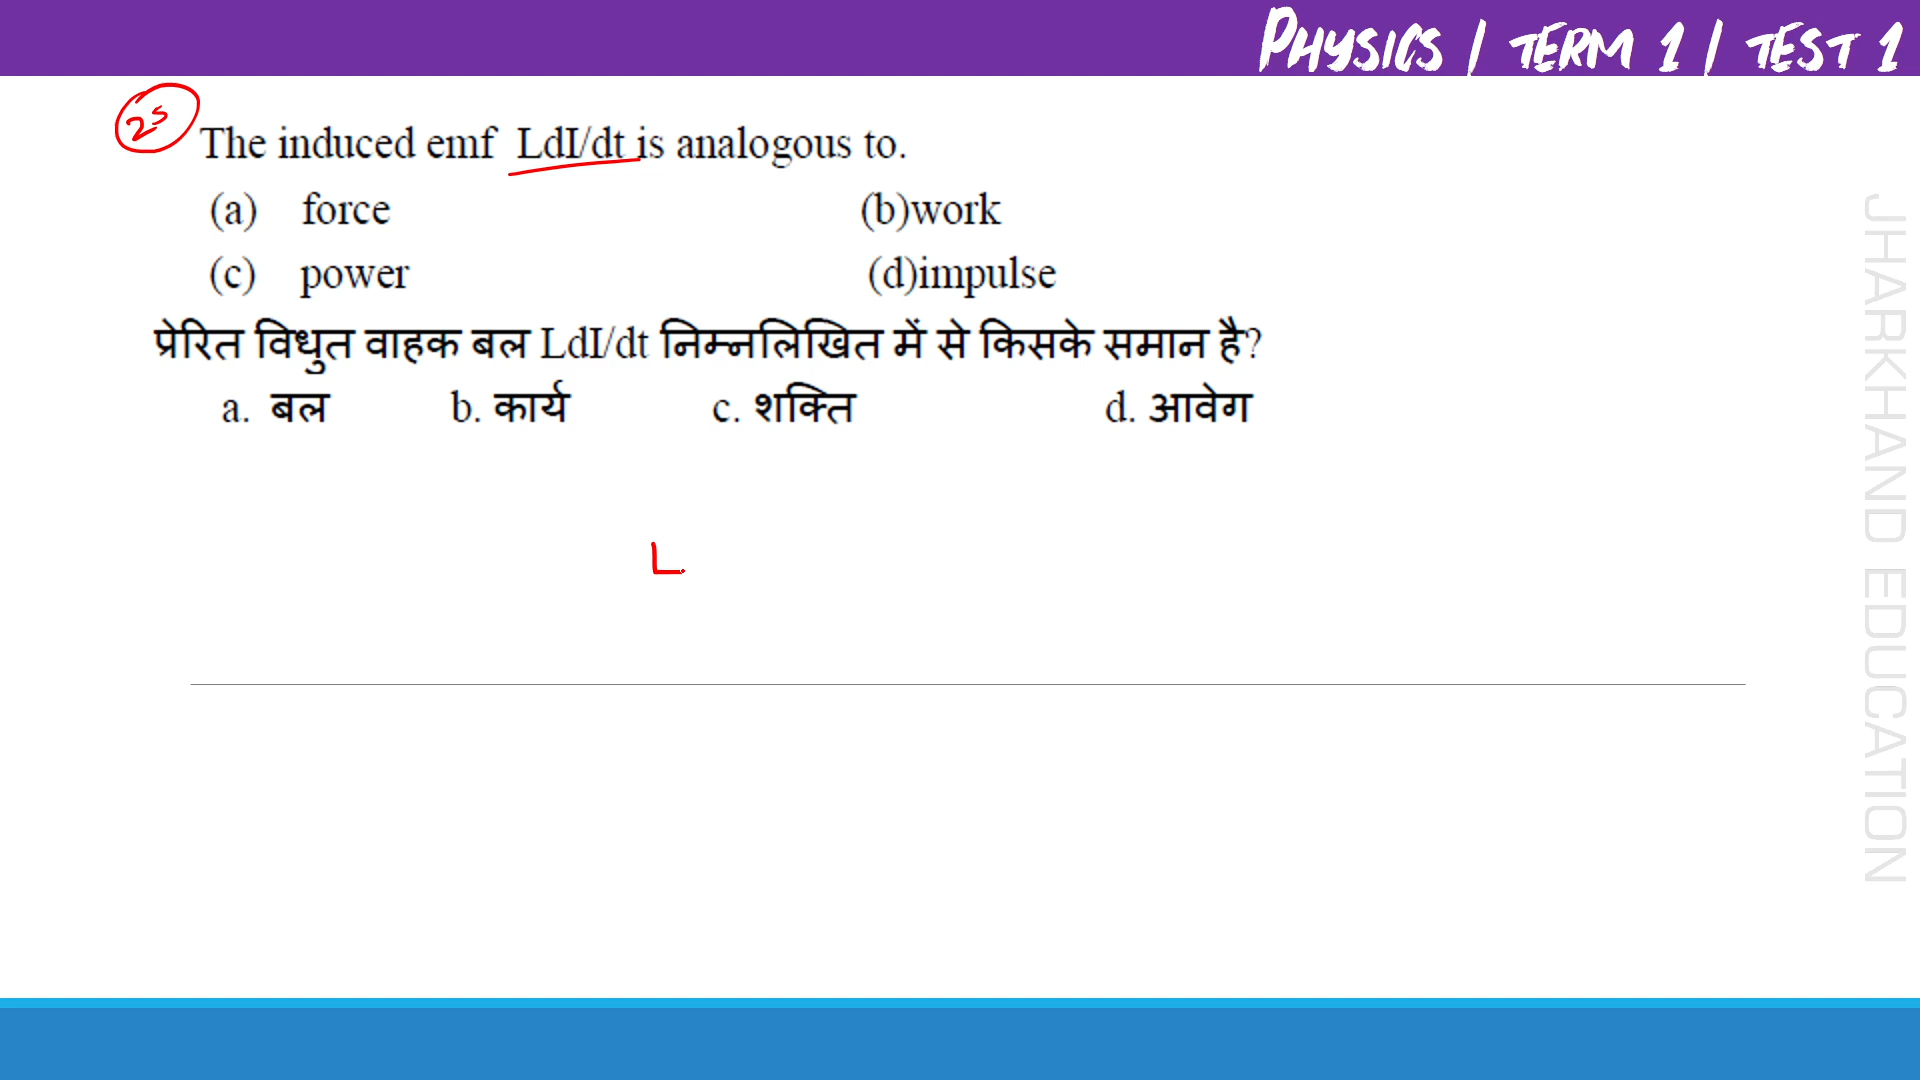 PHYSICS | TERM 1 | TEST 1
25
The induced emf LdI/dt is analogous to.
(a) force (b)work
(c) power (d)impulse
प्रेरित विधुत वाहक बल LdI/dt निम्नलिखित में से किसके समान है?
a. बल b. कार्य c. शक्ति d. आवेग
L
JHARKHAND EDUCATION